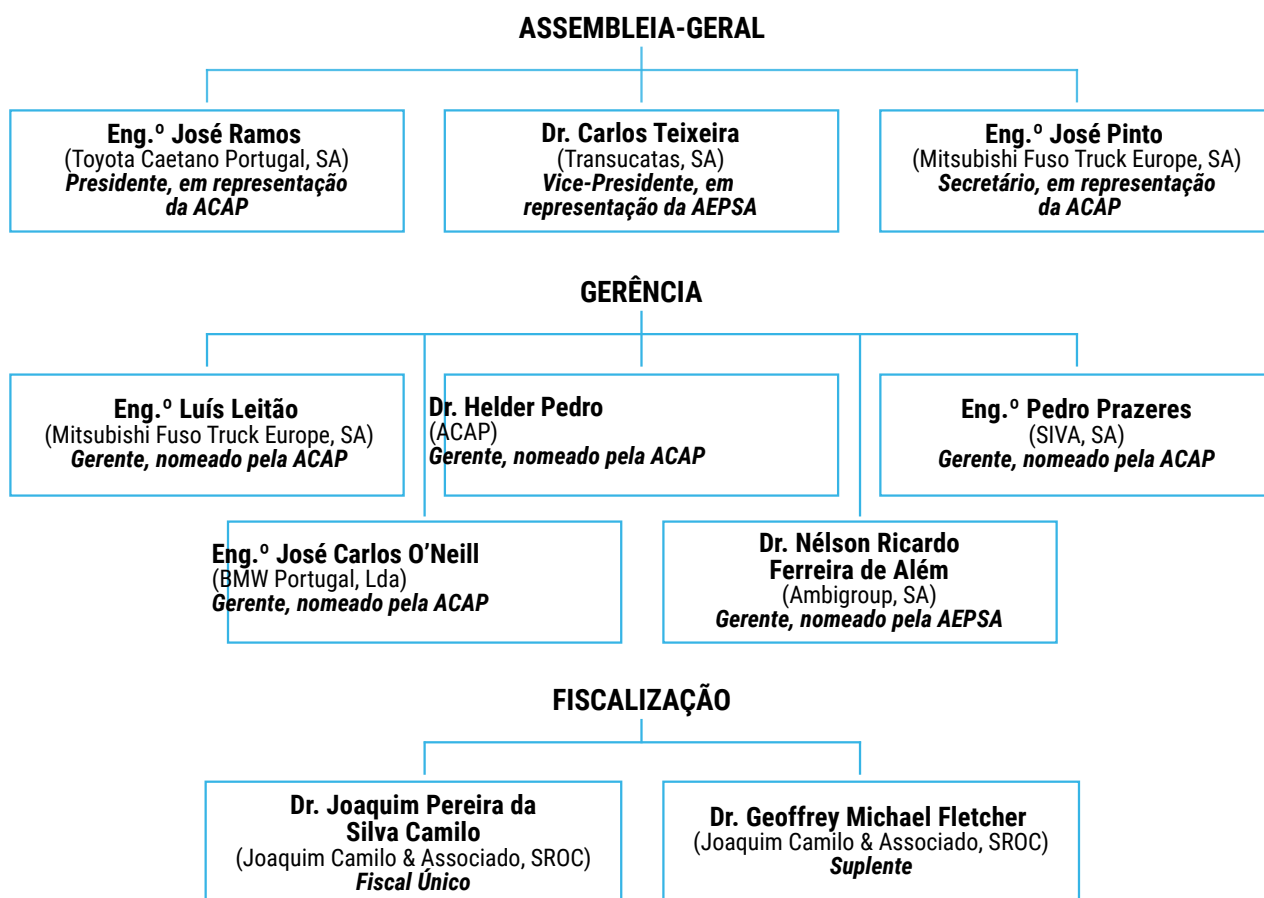 ASSEMBLEIA-GERAL
Eng.º José Ramos
(Toyota Caetano Portugal, SA)
Presidente, em representação
da ACAP
Dr. Carlos Teixeira
(Transucatas, SA)
Vice-Presidente, em
representação da AEPSA
Eng.º José Pinto
(Mitsubishi Fuso Truck Europe, SA)
Secretário, em representação
da ACAP
GERÊNCIA
Eng.º Luís Leitão
(Mitsubishi Fuso Truck Europe, SA)
Gerente, nomeado pela ACAP
Dr. Helder Pedro
(ACAP)
Gerente, nomeado pela ACAP
Eng.º Pedro Prazeres
(SIVA, SA)
Gerente, nomeado pela ACAP
Eng.º José Carlos O’Neill
(BMW Portugal, Lda)
Gerente, nomeado pela ACAP
Dr. Nélson Ricardo
Ferreira de Além
(Ambigroup, SA)
Gerente, nomeado pela AEPSA
FISCALIZAÇÃO
Dr. Joaquim Pereira da
Silva Camilo
(Joaquim Camilo & Associado, SROC)
Fiscal Único
Dr. Geoffrey Michael Fletcher
(Joaquim Camilo & Associado, SROC)
Suplente